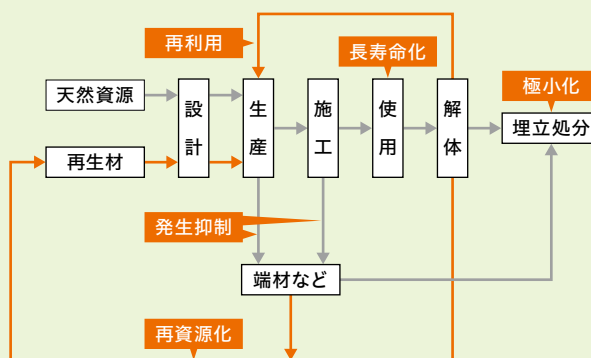 再利用
長寿命化
極小化
天然資源
設計
生産
施工
使用
解体
埋立処分
再生材
発生抑制
端材など
再資源化